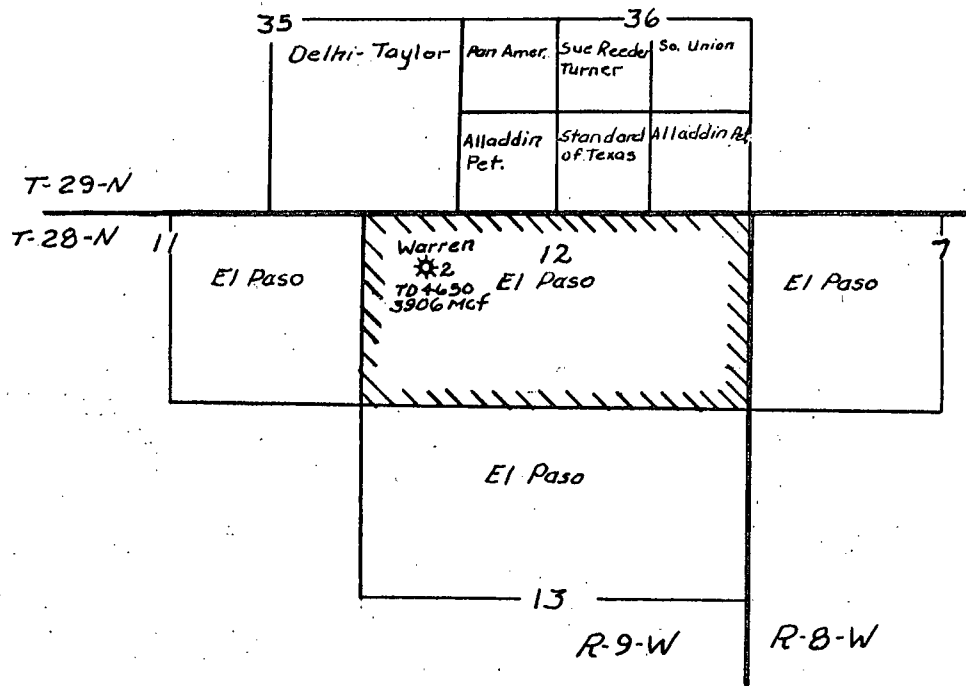 35
36
Delhi-Taylor
Pan Amer.
Sue Reeder
Turner
So. Union
Alladdin
Pet.
Standard
of Texas
Alladdin Pet.
T-29-N
T-28-N
11
12
7
El Paso
Warren
2
TD 4650
3906 Mcf
El Paso
El Paso
El Paso
13
R-9-W
R-8-W